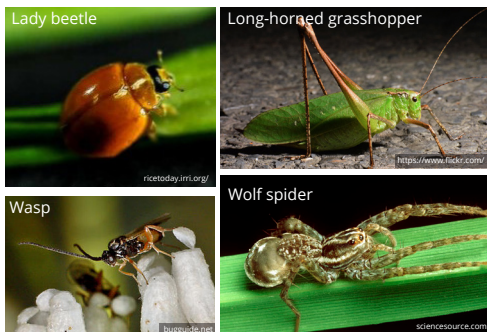 Lady beetle
ricetoday.irri.org/
Long-horned grasshopper
https://www.flickr.com/
Wasp
bugguide.net
Wolf spider
sciencesource.com